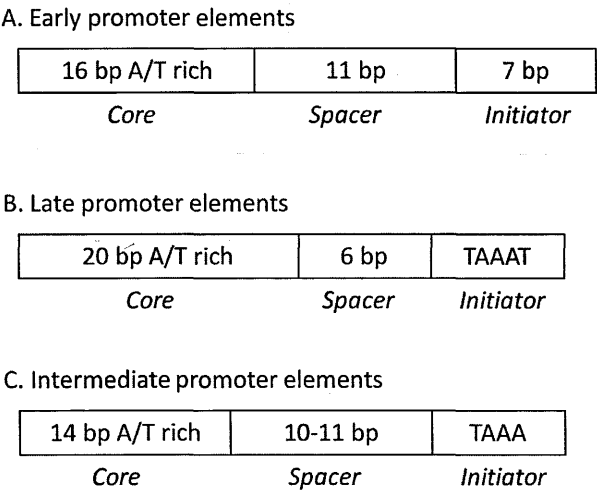 A. Early promoter elements
16 bp A/T rich 11 bp 7 bp
Core Spacer Initiator
B. Late promoter elements
20 bp A/T rich 6 bp TAAAT
Core Spacer Initiator
C. Intermediate promoter elements
14 bp A/T rich 10-11 bp TAAA
Core Spacer Initiator